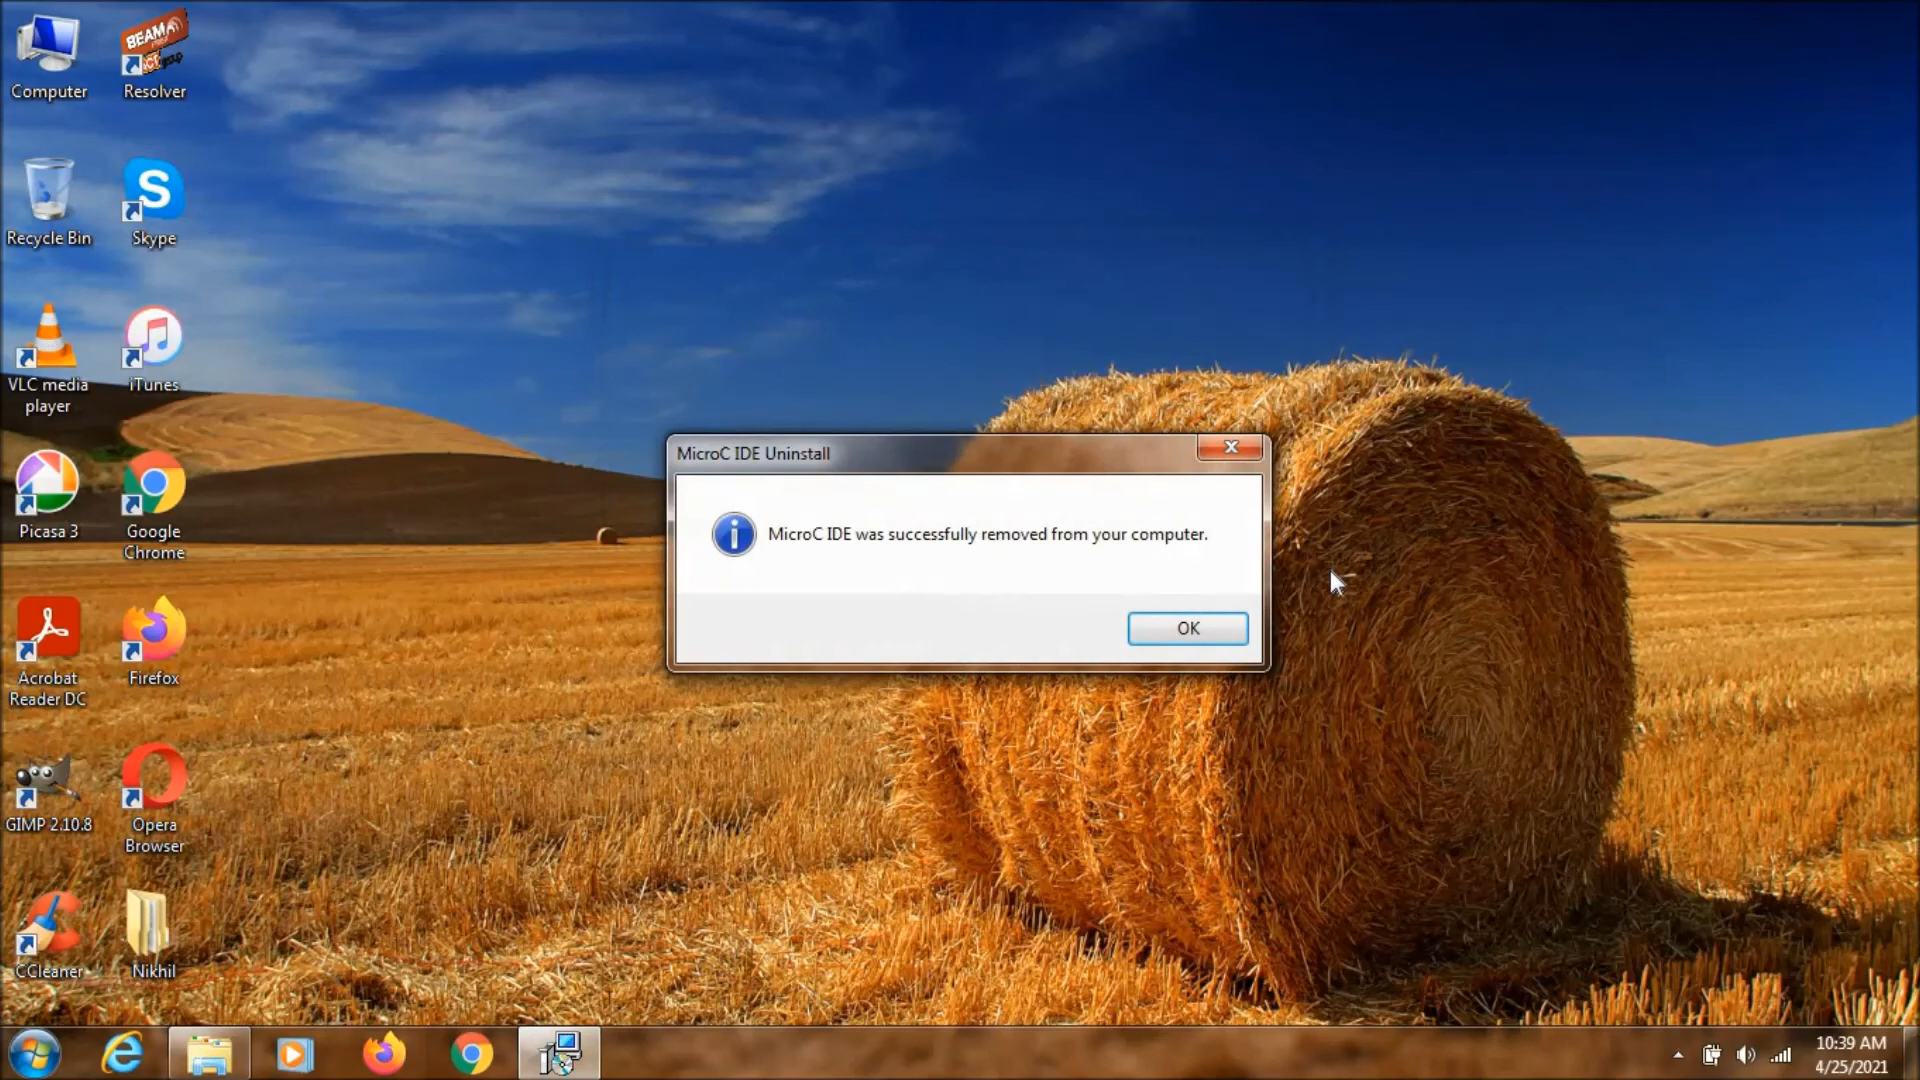 Computer
BEAMA
Resolver
Recycle Bin
S
Skype
VLC media
player
iTunes
Picasa 3
Google
Chrome
Acrobat
Reader DC
Firefox
GIMP 2.10.8
Opera
Browser
CCleaner
Nikhil
MicroC IDE Uninstall
MicroC IDE was successfully removed from your computer.
OK
10:39 AM
4/25/2021